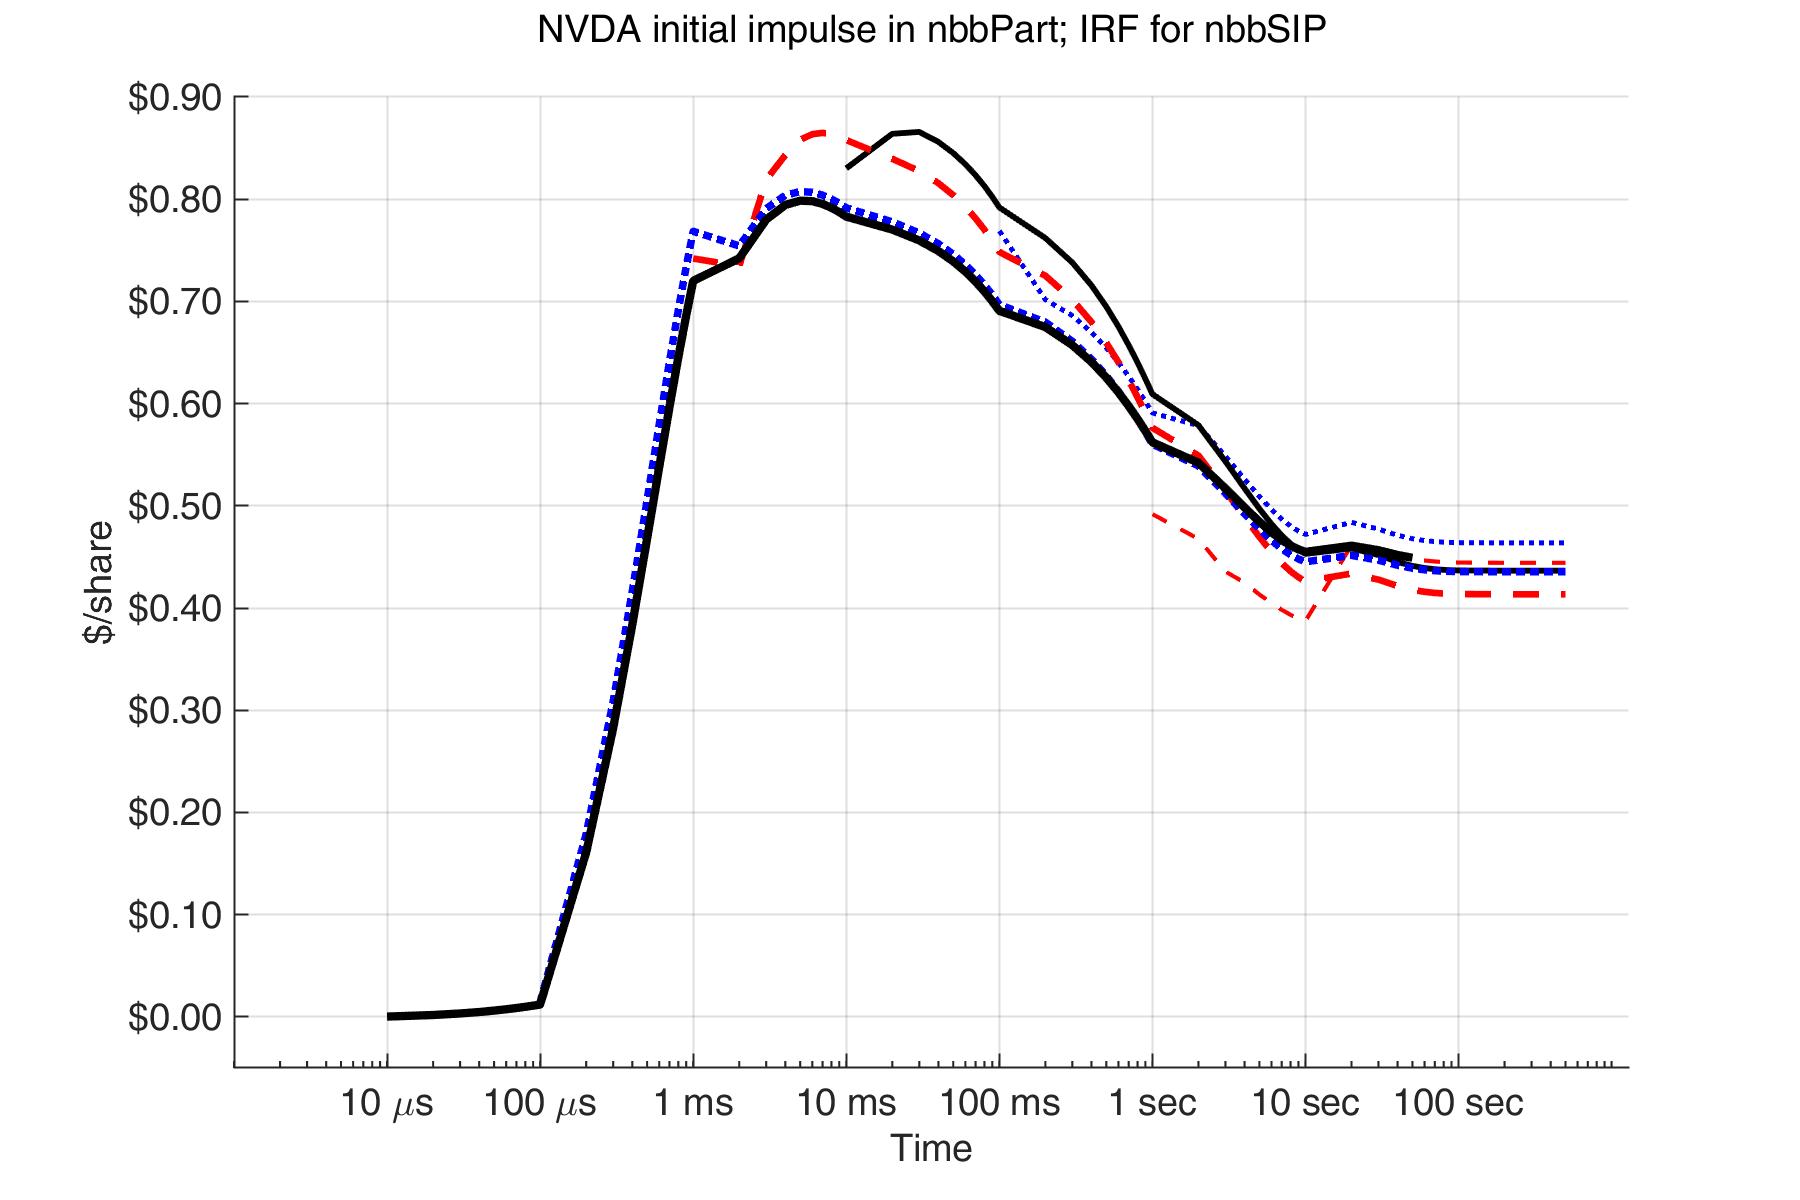 NVDA initial impulse in nbbPart; IRF for nbbSIP
$0.90
$0.80
$0.70
$0.60
$0.50
$0.40
$0.30
$0.20
$0.10
$0.00
$/share
10 μs 100 μs 1 ms 10 ms 100 ms 1 sec 10 sec 100 sec
Time